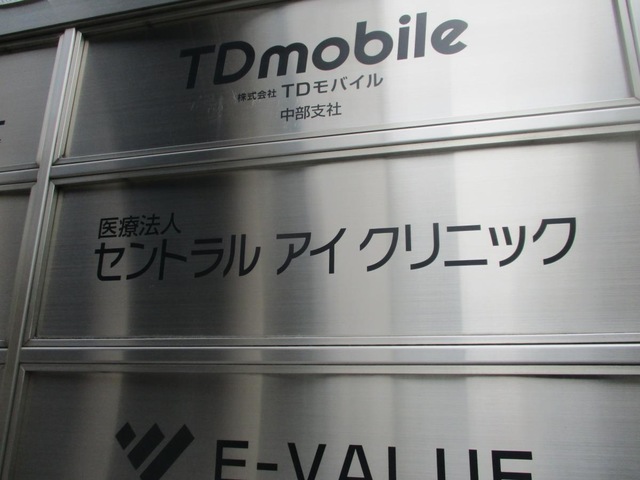 TDmobile
株式会社 TDモバイル
中部支社
医療法人
セントラル アイ クリニック
E-VALUE